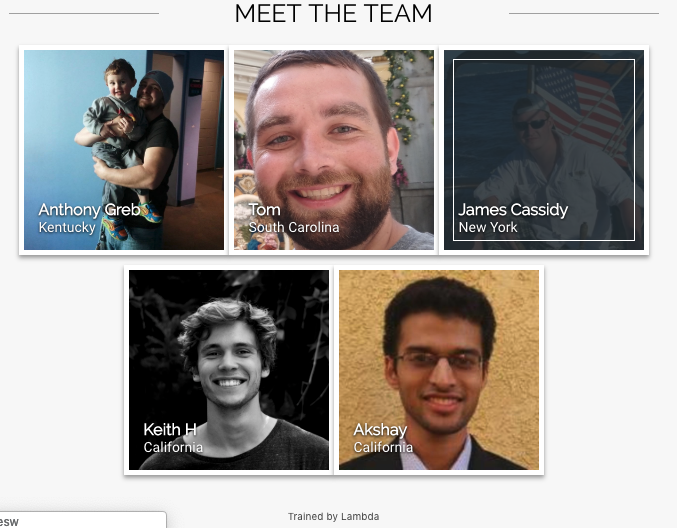 MEET THE TEAM
Anthony Greb
Kentucky
Tom
South Carolina
James Cassidy
New York
Keith H
California
Akshay
California
Trained by Lambda
esw